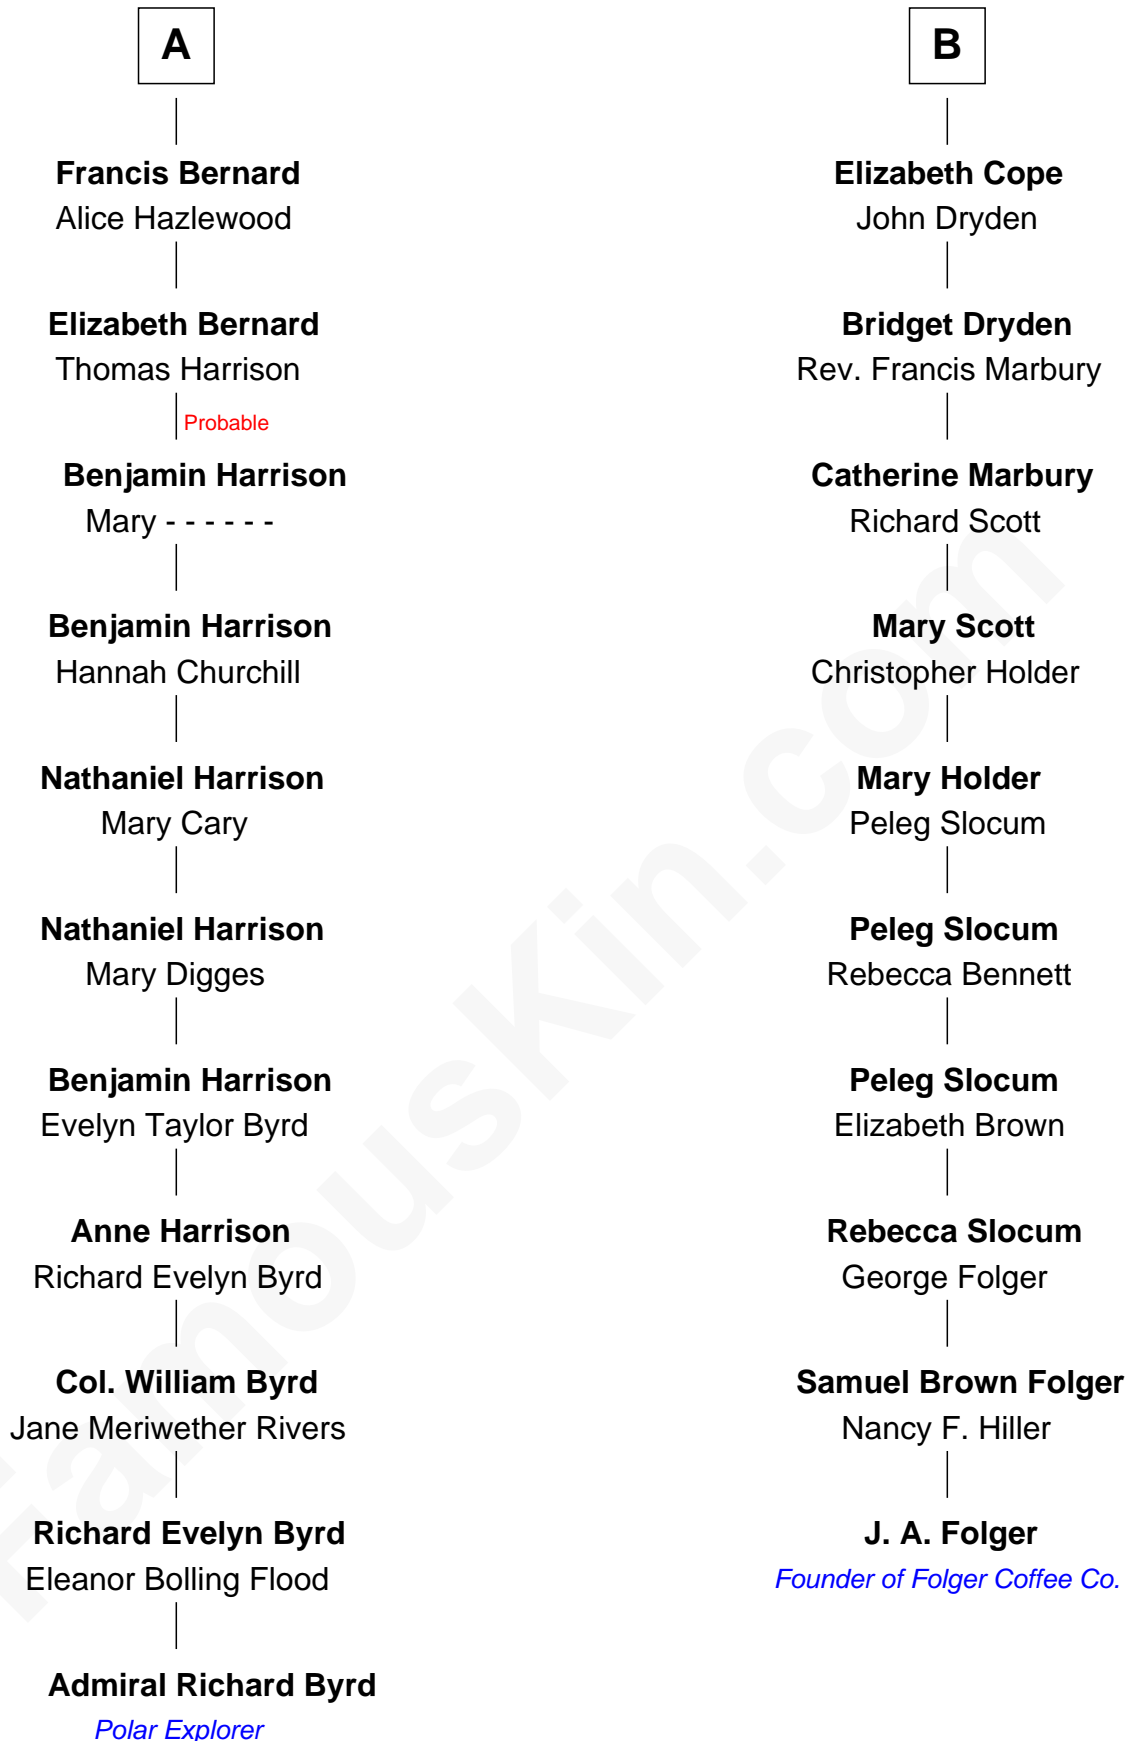 A
Francis Bernard
Alice Hazlewood
Elizabeth Bernard
Thomas Harrison
Probable
Benjamin Harrison
Mary - - - - - -
Benjamin Harrison
Hannah Churchill
Nathaniel Harrison
Mary Cary
Nathaniel Harrison
Mary Digges
Benjamin Harrison
Evelyn Taylor Byrd
Anne Harrison
Richard Evelyn Byrd
Col. William Byrd
Jane Meriwether Rivers
Richard Evelyn Byrd
Eleanor Bolling Flood
Admiral Richard Byrd
Polar Explorer
B
Elizabeth Cope
John Dryden
Bridget Dryden
Rev. Francis Marbury
Catherine Marbury
Richard Scott
Mary Scott
Christopher Holder
Mary Holder
Peleg Slocum
Peleg Slocum
Rebecca Bennett
Peleg Slocum
Elizabeth Brown
Rebecca Slocum
George Folger
Samuel Brown Folger
Nancy F. Hiller
J. A. Folger
Founder of Folger Coffee Co.
FamousKin.com